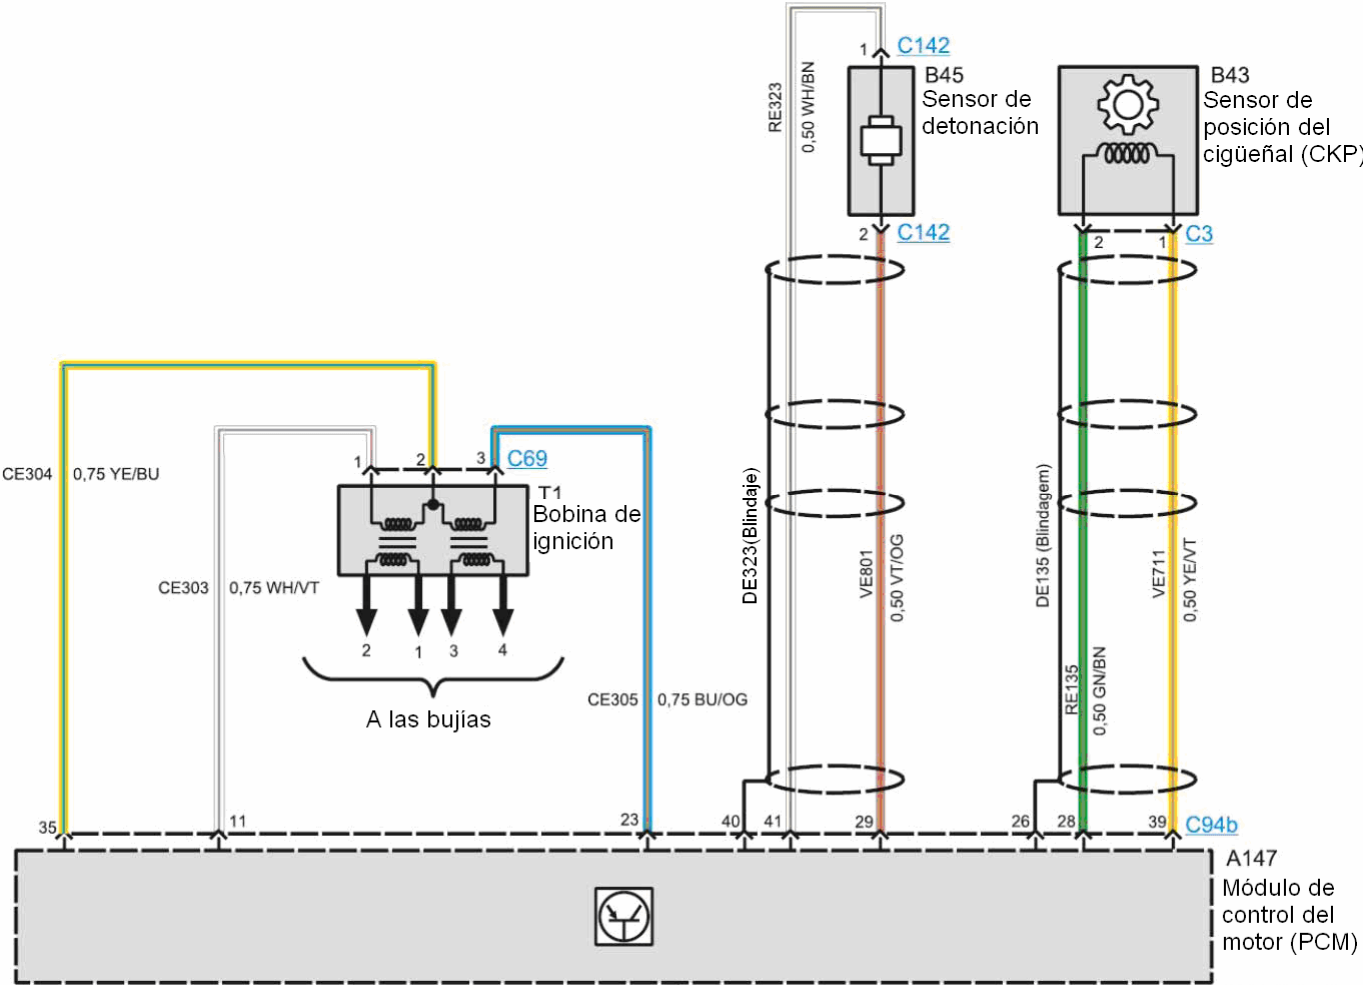 1 C142
B45
Sensor de
detonación
B43
Sensor de
posición del
cigüeñal (CKP)
RE323
0,50 WH/BN
2 C142
2 1 C3
CE304 0,75 YE/BU
1 2 3 C69
T1
Bobina de
ignición
CE303 0,75 WH/VT
2 1 3 4
A las bujías
CE305 0,75 BU/OG
DE323(Blindaje)
VE801
0,50 VT/OG
DE135 (Blindagem)
RE135
0,50 GN/BN
VE711
0,50 YE/VT
35 11 23 40 41 29 26 28 39 C94b
A147
Módulo de
control del
motor (PCM)